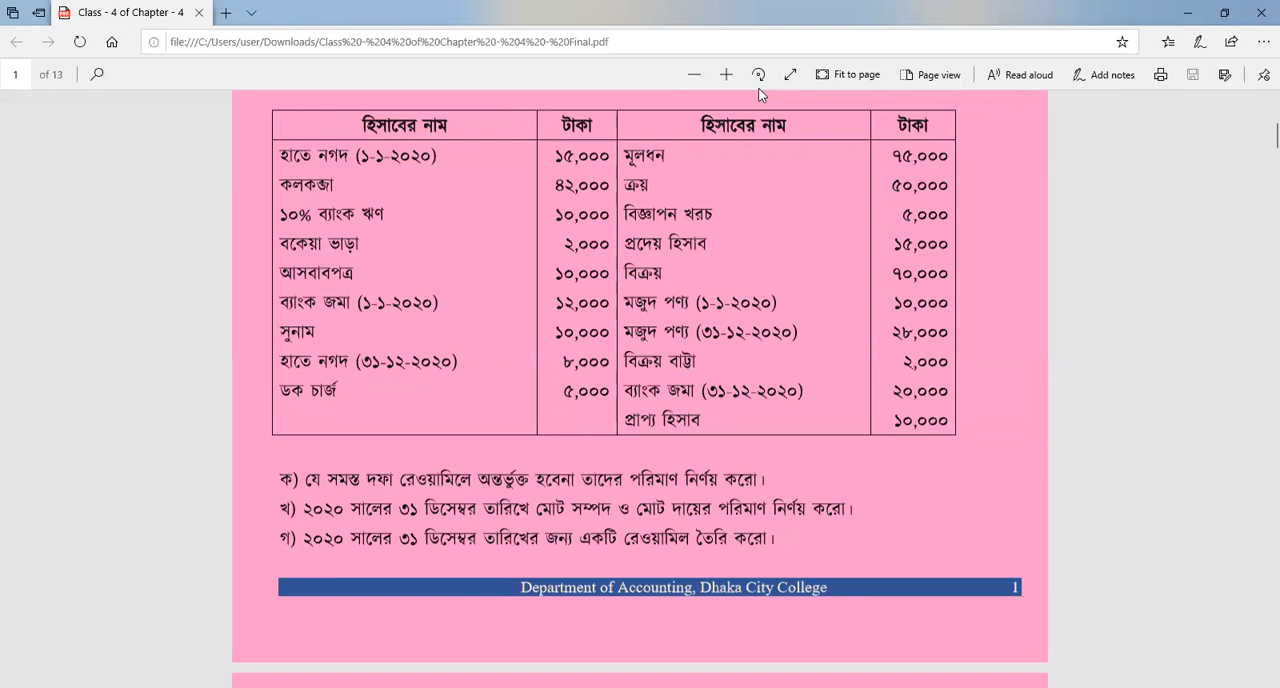 Class - 4 of Chapter - 4
file:///C:/Users/user/Downloads/Class%20-%204%20of%20Chapter%20-%204%20-%20Final.pdf
1 of 13 Fit to page Page view Read aloud Add notes
হিসাবের নাম টাকা হিসাবের নাম টাকা
হাতে নগদ (১-১-২০২০) ১৫,০০০ মূলধন ৭৫,০০০
কলকব্জা ৪২,০০০ ক্রয় ৫০,০০০
১০% ব্যাংক ঋণ ১০,০০০ বিজ্ঞাপন খরচ ৫,০০০
বকেয়া ভাড়া ২,০০০ প্রদেয় হিসাব ১৫,০০০
আসবাবপত্র ১০,০০০ বিক্রয় ৭০,০০০
ব্যাংক জমা (১-১-২০২০) ১২,০০০ মজুদ পণ্য (১-১-২০২০) ১০,০০০
সুনাম ১০,০০০ মজুদ পণ্য (৩১-১২-২০২০) ২৮,০০০
হাতে নগদ (৩১-১২-২০২০) ৮,০০০ বিক্রয় বাট্টা ২,০০০
ডক চার্জ ৫,০০০ ব্যাংক জমা (৩১-১২-২০২০) ২০,০০০
প্রাপ্য হিসাব ১০,০০০
ক) যে সমস্ত দফা রেওয়ামিলে অন্তর্ভুক্ত হবেনা তাদের পরিমাণ নির্ণয় করো।
খ) ২০২০ সালের ৩১ ডিসেম্বর তারিখে মোট সম্পদ ও মোট দায়ের পরিমাণ নির্ণয় করো।
গ) ২০২০ সালের ৩১ ডিসেম্বর তারিখের জন্য একটি রেওয়ামিল তৈরি করো।
Department of Accounting, Dhaka City College 1